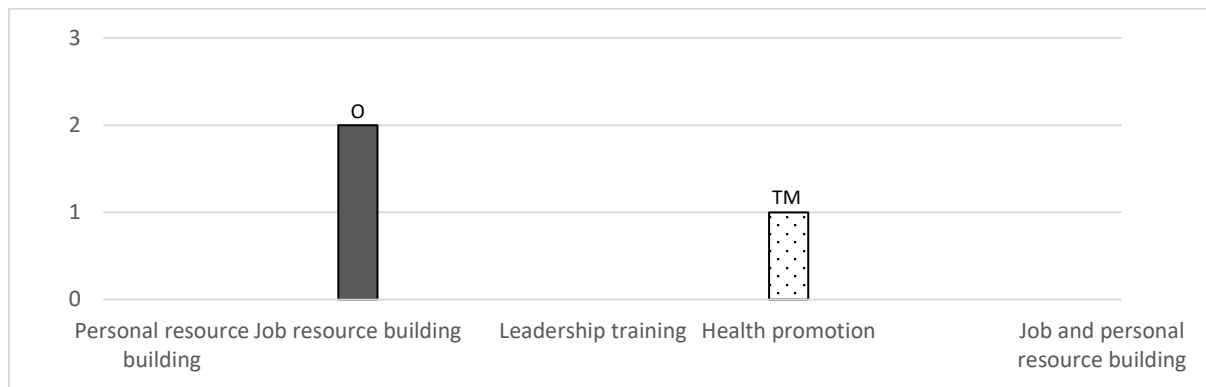 3
O
2
TM
1
0
Personal resource building
Job resource building
Leadership training
Health promotion
Job and personal resource building